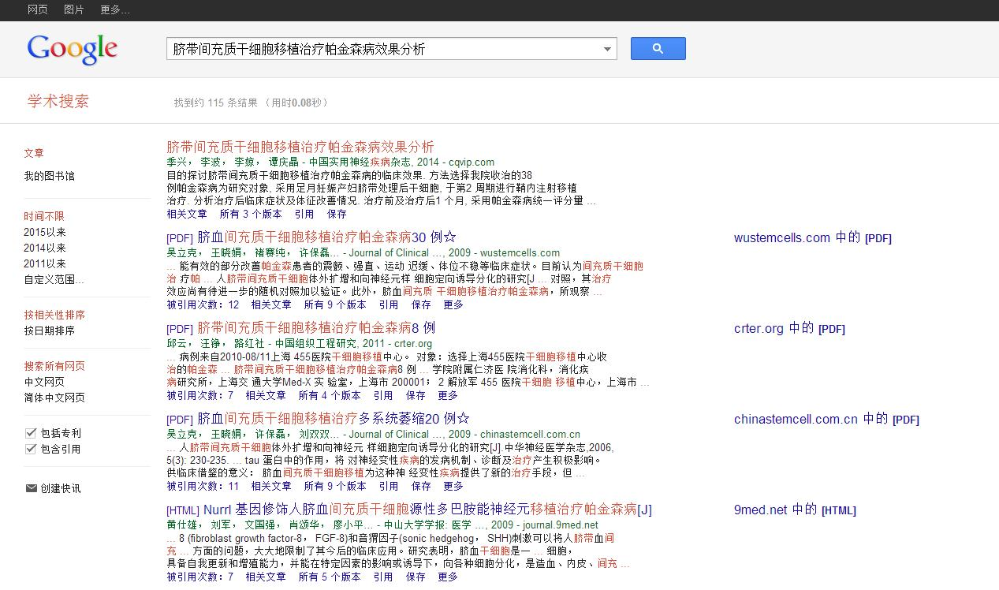 网页 图片 更多...
Google 脐带间充质干细胞移植治疗帕金森病效果分析
学术搜索 找到约 115 条结果 （用时0.08秒）
文章
我的图书馆
时间不限
2015以来
2014以来
2011以来
自定义范围...
按相关性排序
按日期排序
搜索所有网页
中文网页
简体中文网页
包括专利
包含引用
创建快讯
脐带间充质干细胞移植治疗帕金森病效果分析
季兴， 李波， 李婛， 谭庆晶 - 中国实用神经疾病杂志, 2014 - cqvip.com
目的探讨脐带间充质干细胞移植治疗帕金森病的临床效果. 方法选择我院收治的38
例帕金森病为研究对象, 采用足月妊娠产妇脐带处理后干细胞, 于第2 周期进行鞘内注射移植
治疗. 分析治疗后临床症状及体征改善情况. 治疗前及治疗后1 个月, 采用帕金森病统一评分量 ...
相关文章 所有 3 个版本 引用 保存
[PDF] 脐血间充质干细胞移植治疗帕金森病30 例☆
wustemcells.com 中的 [PDF]
吴立克， 王晓娟， 褚赛纯， 许保磊... - Journal of Clinical ..., 2009 - wustemcells.com
... 能有效的部分改善帕金森患者的震颤、强直、运动 迟缓、体位不稳等临床症状。目前认为间充质干细胞
治 疗帕 ... 人脐带间充质干细胞体外扩增和向神经元样 细胞定向诱导分化的研究[J ... 对照，其治疗
效应尚有待进一步的随机对照加以验证。此外，脐血间充质 干细胞移植治疗帕金森病，所观察 ...
被引用次数：12 相关文章 所有 9 个版本 引用 保存 更多
[PDF] 脐带间充质干细胞移植治疗帕金森病8 例
crter.org 中的 [PDF]
邱云， 汪铮， 路红社 - 中国组织工程研究, 2011 - crter.org
... 病例来自2010-08/11上海 455医院干细胞移植中心。 对象：选择上海455医院干细胞移植中心收
治的帕金森 ... 脐带间充质干细胞移植治疗帕金森病8 例 ... 学院附属仁济医 院消化科，消化疾
病研究所，上海交 通大学Med-X 实 验室，上海市 200001； 2 解放军 455 医院干细胞 移植中心，上海市 ...
被引用次数：7 相关文章 所有 4 个版本 引用 保存 更多
[PDF] 脐血间充质干细胞移植治疗多系统萎缩20 例☆
chinastemcell.com.cn 中的 [PDF]
吴立克， 王晓娟， 许保磊， 刘双双... - Journal of Clinical ..., 2009 - chinastemcell.com.cn
... 人脐带间充质干细胞体外扩增和向神经元 样细胞定向诱导分化的研究[J].中华神经医学杂志,2006,
5(3): 230-235. ... tau 蛋白中的作用，将 对神经变性疾病的发病机制、诊断及治疗产生积极影响。
供临床借鉴的意义： 脐血间充质干细胞移植为这种神 经变性疾病提供了新的治疗手段，但 ...
被引用次数：11 相关文章 所有 9 个版本 引用 保存 更多
[HTML] Nurrl 基因修饰人脐血间充质干细胞源性多巴胺能神经元移植治疗帕金森病[J]
9med.net 中的 [HTML]
黄仕雄， 刘军， 文国强， 肖颂华， 廖小平... - 中山大学学报: 医学 ..., 2009 - journal.9med.net
... 8 (fibroblast growth factor-8， FGF-8)和音猬因子(sonic hedgehog， SHH)刺激可以将人脐带血间
充 ... 方面的问题，大大地限制了其今后的临床应用。研究表明，脐血干细胞是一 ... 细胞，
具备自我更新和增殖能力，并能在特定因素的影响或诱导下，向各种细胞分化，是造血、内皮、间充 ...
被引用次数：7 相关文章 所有 5 个版本 引用 保存 更多